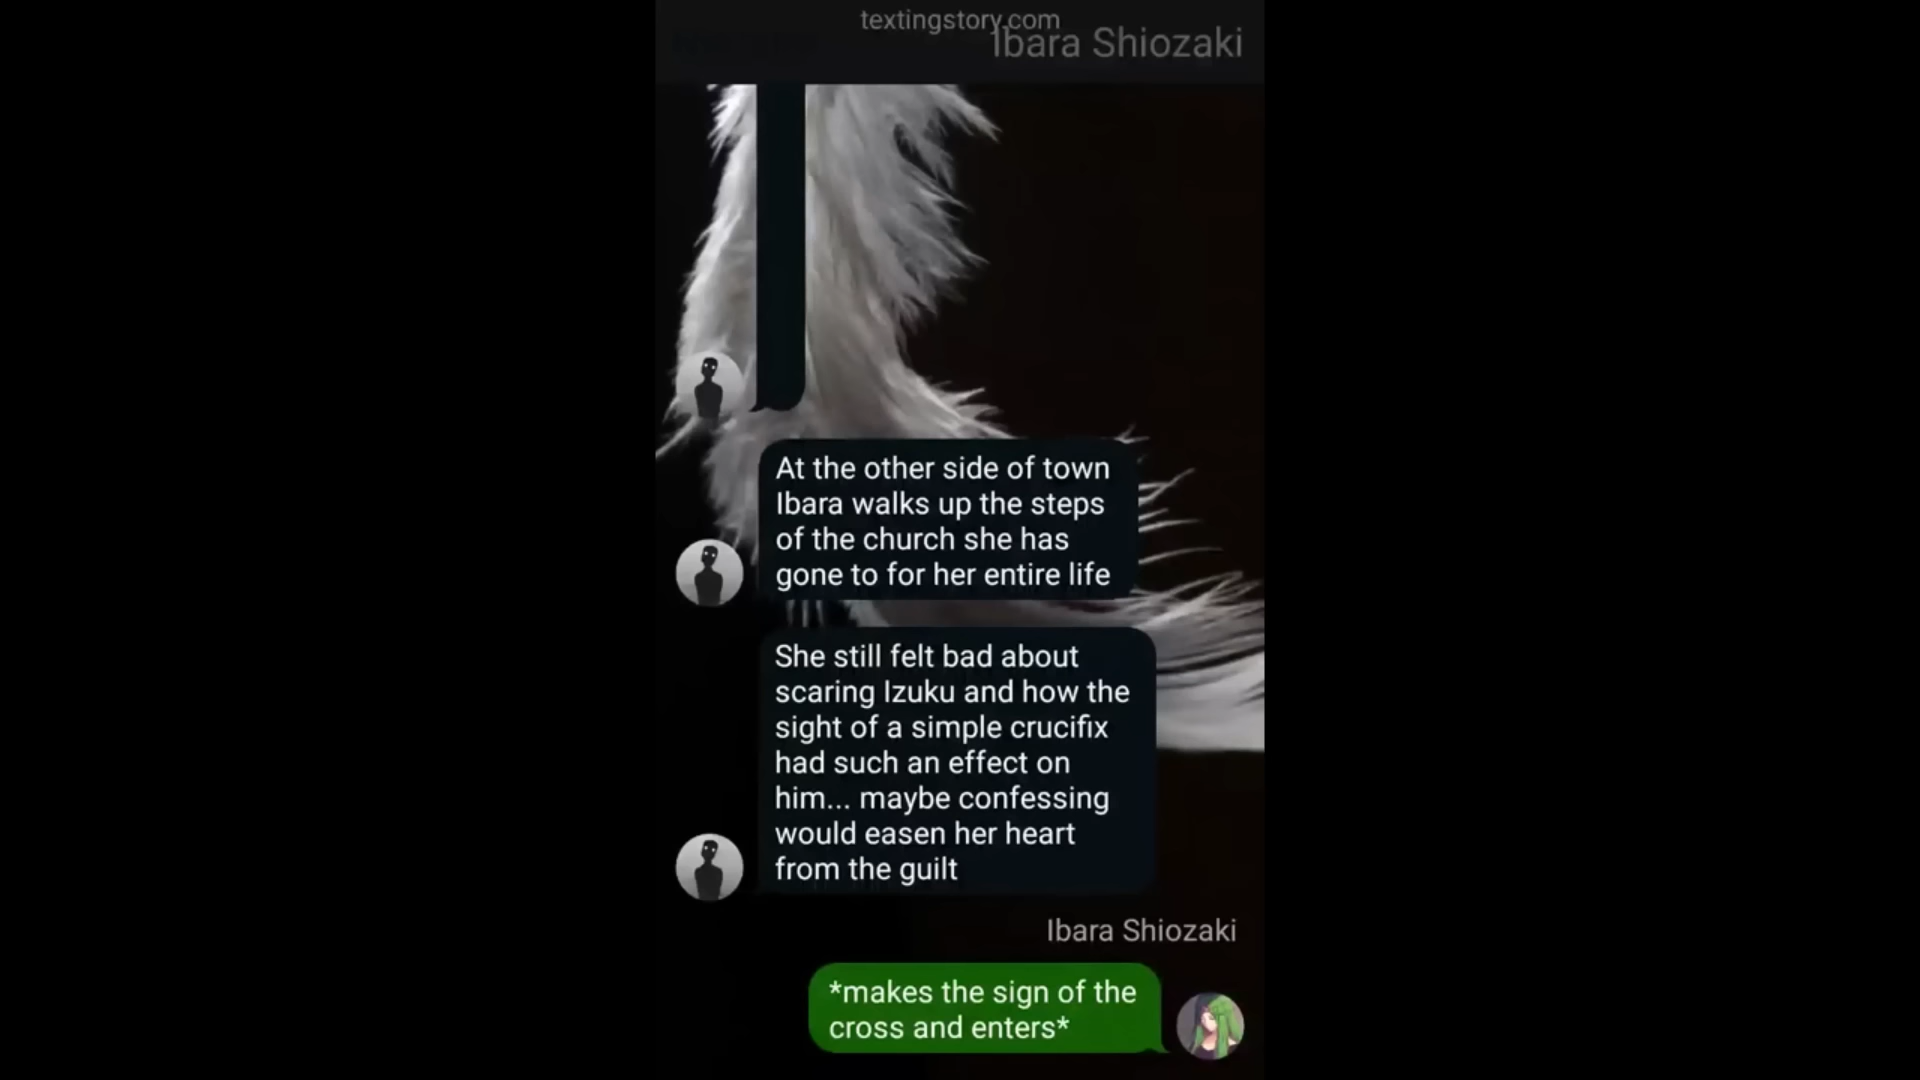 textingstory.com
Ibara Shiozaki
At the other side of town
Ibara walks up the steps
of the church she has
gone to for her entire life
She still felt bad about
scaring Izuku and how the
sight of a simple crucifix
had such an effect on
him... maybe confessing
would easen her heart
from the guilt
Ibara Shiozaki
*makes the sign of the
cross and enters*